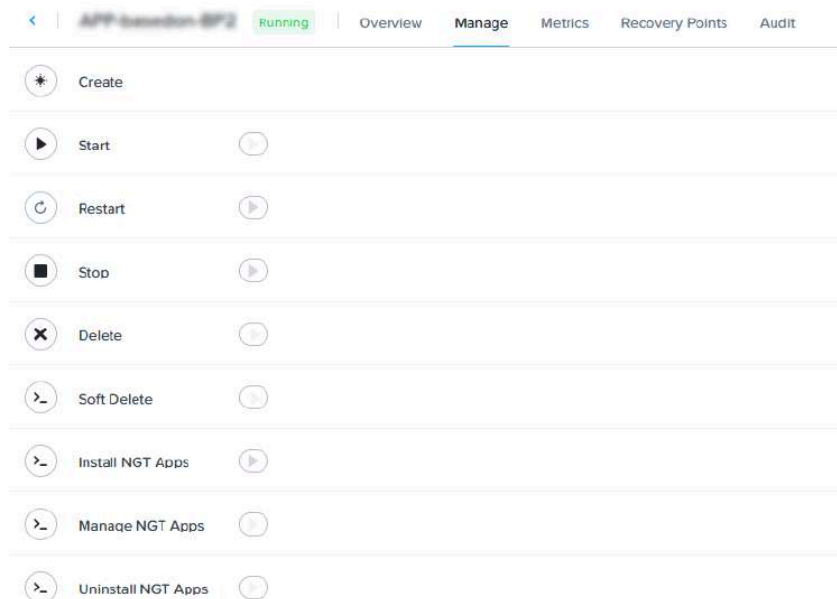 Running Overview Manage Metrics Recovery Points Audit
Create
Start
Restart
Stop
Delete
Soft Delete
Install NGT Apps
Manage NGT Apps
Uninstall NGT Apps